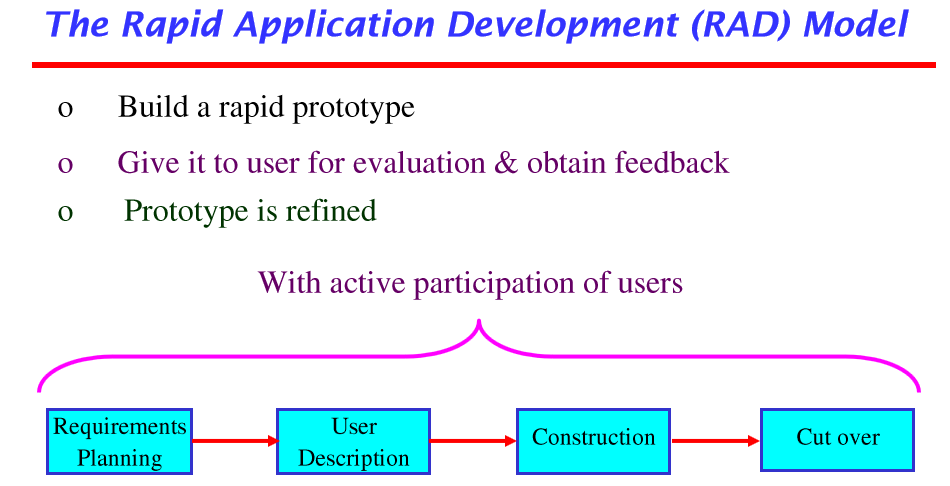 The Rapid Application Development (RAD) Model
o Build a rapid prototype
o Give it to user for evaluation & obtain feedback
o Prototype is refined
With active participation of users
Requirements
Planning
User
Description
Construction
Cut over